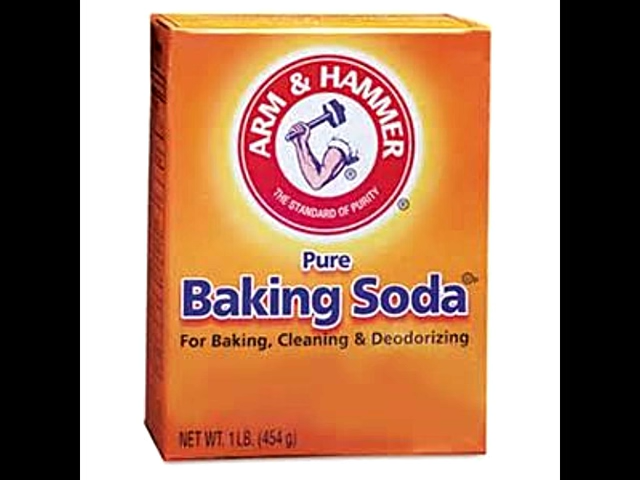 ARM & HAMMER
®
THE STANDARD OF PURITY
®
Pure
Baking Soda
For Baking, Cleaning & Deodorizing
NET WT. 1 LB. (454 g)